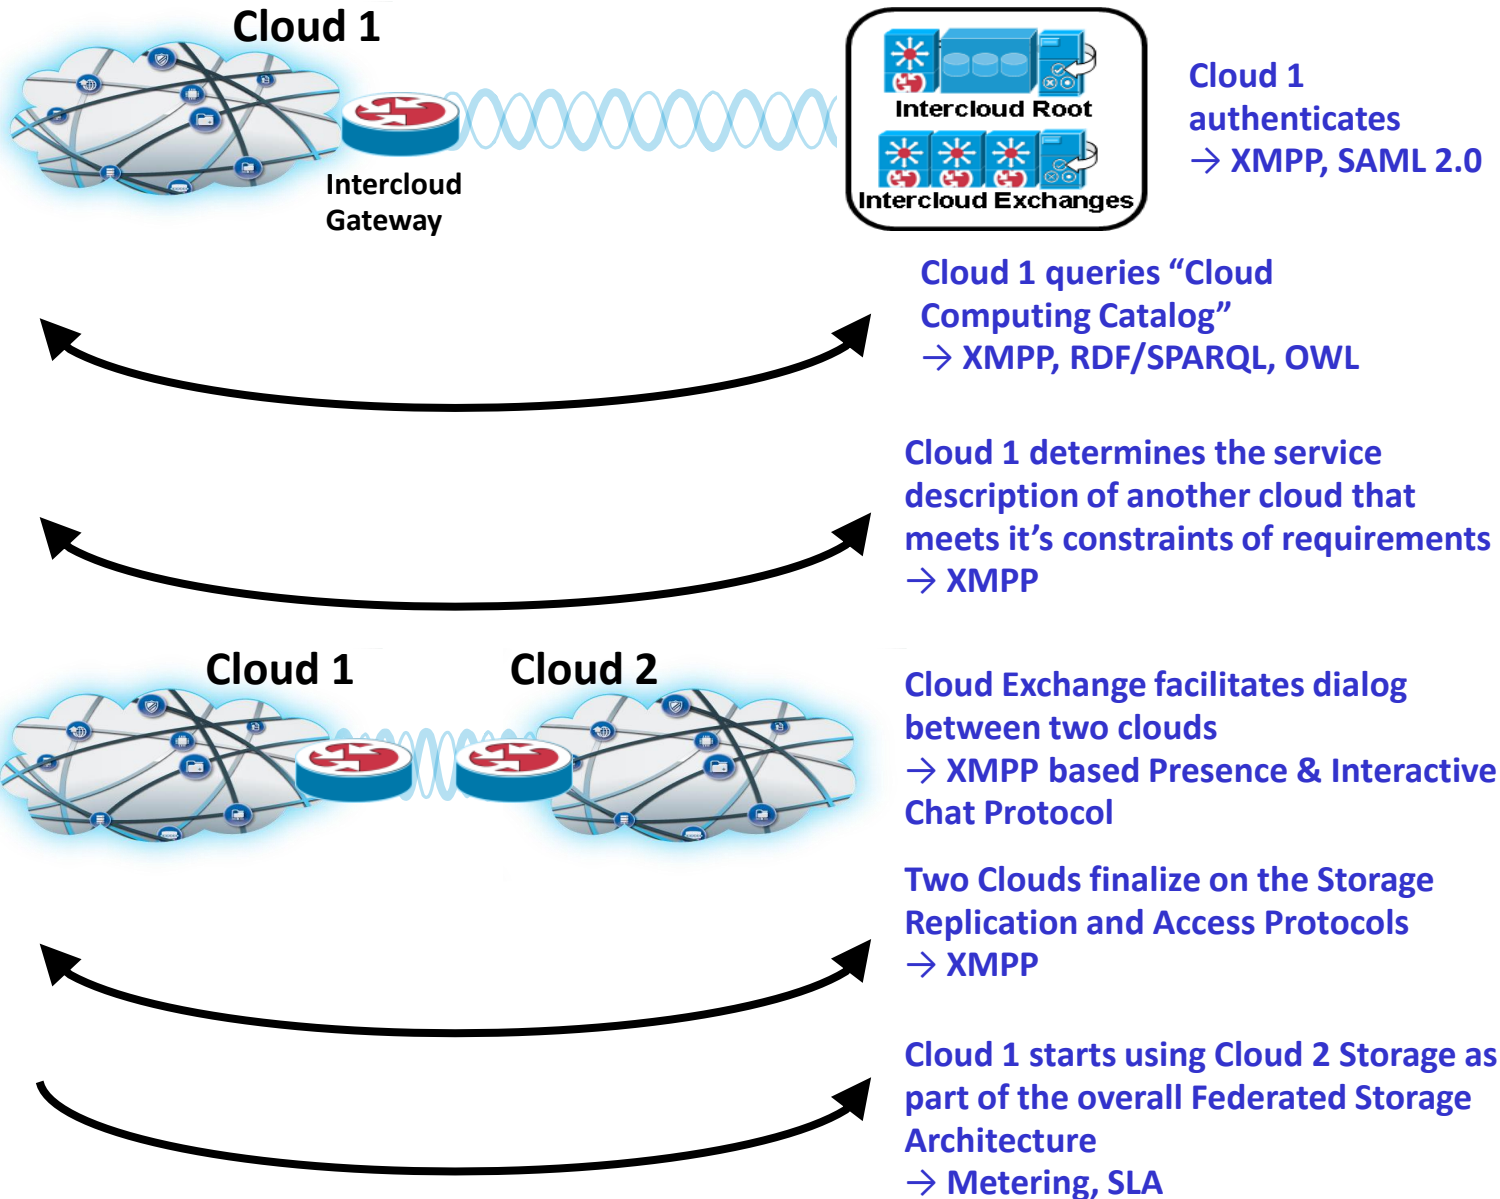 Cloud 1
Intercloud Root
Intercloud Exchanges
Intercloud
Gateway
Cloud 1
authenticates
→ XMPP, SAML 2.0
Cloud 1 queries “Cloud
Computing Catalog”
→ XMPP, RDF/SPARQL, OWL
Cloud 1 determines the service
description of another cloud that
meets it’s constraints of requirements
→ XMPP
Cloud 1
Cloud 2
Cloud Exchange facilitates dialog
between two clouds
→ XMPP based Presence & Interactive
Chat Protocol
Two Clouds finalize on the Storage
Replication and Access Protocols
→ XMPP
Cloud 1 starts using Cloud 2 Storage as
part of the overall Federated Storage
Architecture
→ Metering, SLA